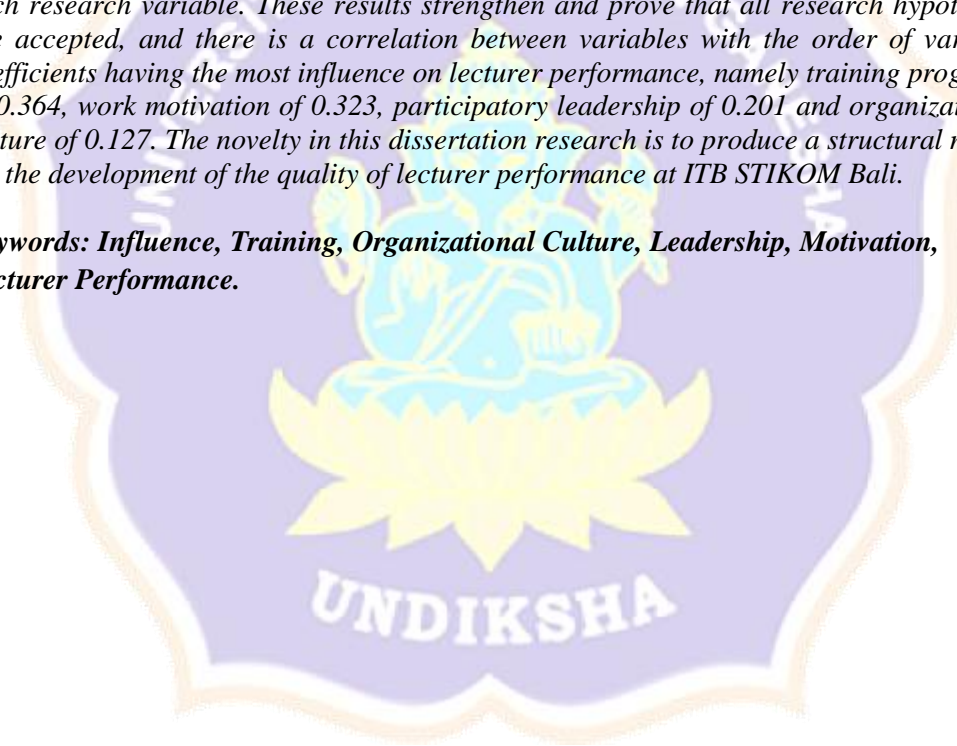 ch research variable. These results strengthen and prove that all research hypot
e accepted, and there is a correlation between variables with the order of var
efficients having the most influence on lecturer performance, namely training prog
0.364, work motivation of 0.323, participatory leadership of 0.201 and organizat
ture of 0.127. The novelty in this dissertation research is to produce a structural
the development of the quality of lecturer performance at ITB STIKOM Bali.
ywords: Influence, Training, Organizational Culture, Leadership, Motivation,
cturer Performance.
UNDIKSHA